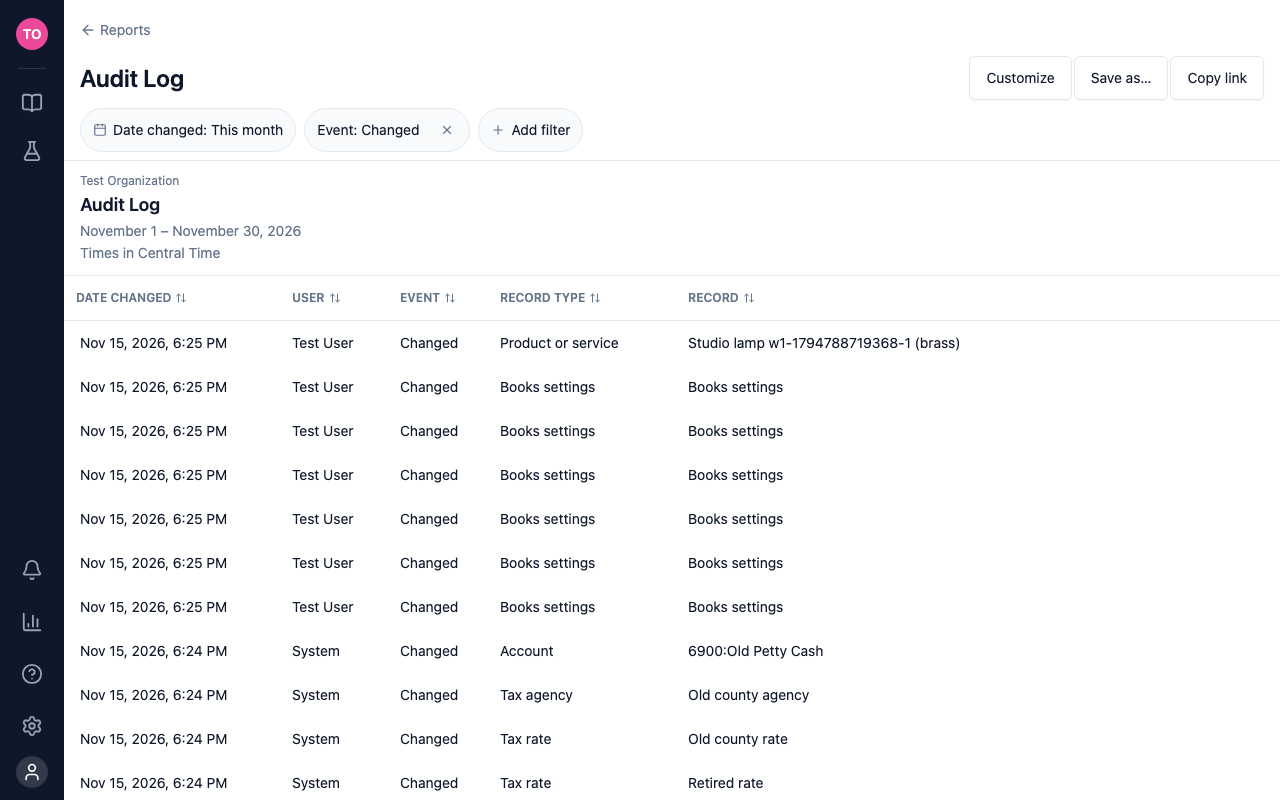 TO
Reports
Audit Log
Customize
Save as...
Copy link
Date changed: This month
Event: Changed
Add filter
Test Organization
Audit Log
November 1 – November 30, 2026
Times in Central Time
DATE CHANGED USER EVENT RECORD TYPE RECORD
Nov 15, 2026, 6:25 PM Test User Changed Product or service Studio lamp w1-1794788719368-1 (brass)
Nov 15, 2026, 6:25 PM Test User Changed Books settings Books settings
Nov 15, 2026, 6:25 PM Test User Changed Books settings Books settings
Nov 15, 2026, 6:25 PM Test User Changed Books settings Books settings
Nov 15, 2026, 6:25 PM Test User Changed Books settings Books settings
Nov 15, 2026, 6:25 PM Test User Changed Books settings Books settings
Nov 15, 2026, 6:25 PM Test User Changed Books settings Books settings
Nov 15, 2026, 6:24 PM System Changed Account 6900:Old Petty Cash
Nov 15, 2026, 6:24 PM System Changed Tax agency Old county agency
Nov 15, 2026, 6:24 PM System Changed Tax rate Old county rate
Nov 15, 2026, 6:24 PM System Changed Tax rate Retired rate